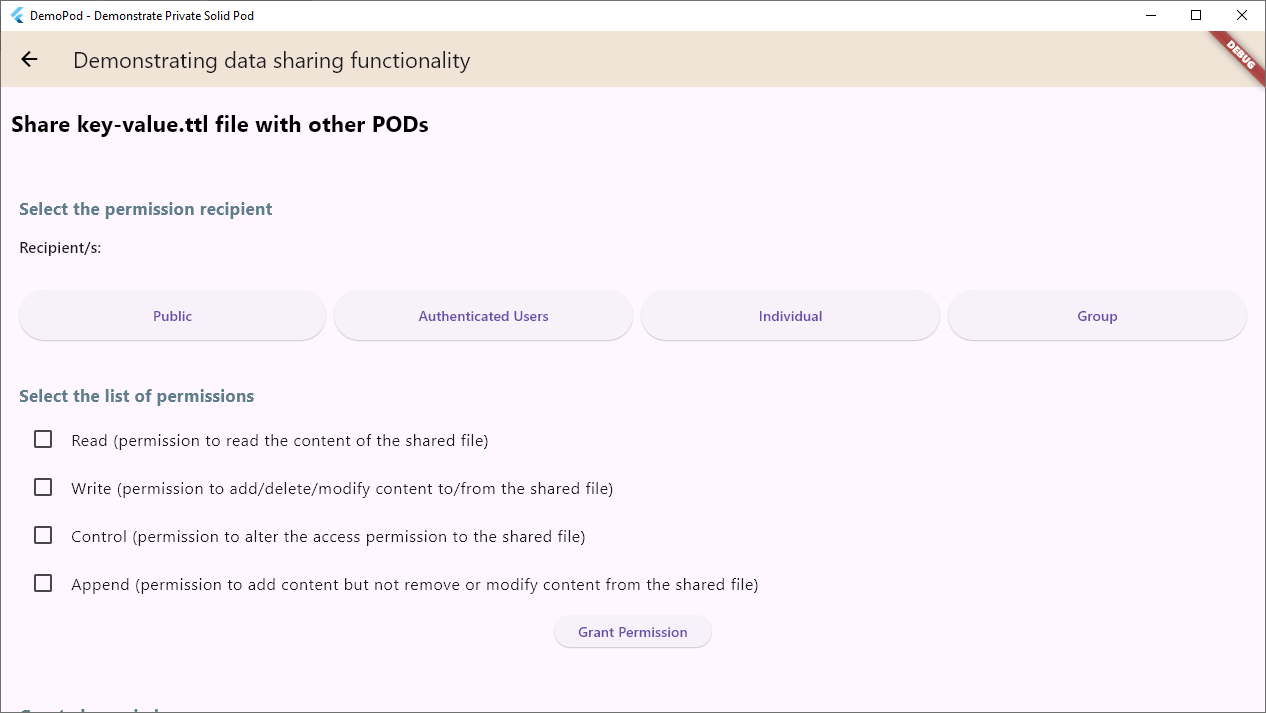 DemoPod - Demonstrate Private Solid Pod
Demonstrating data sharing functionality
DEBUG
Share key-value.ttl file with other PODs
Select the permission recipient
Recipient/s:
Public
Authenticated Users
Individual
Group
Select the list of permissions
Read (permission to read the content of the shared file)
Write (permission to add/delete/modify content to/from the shared file)
Control (permission to alter the access permission to the shared file)
Append (permission to add content but not remove or modify content from the shared file)
Grant Permission